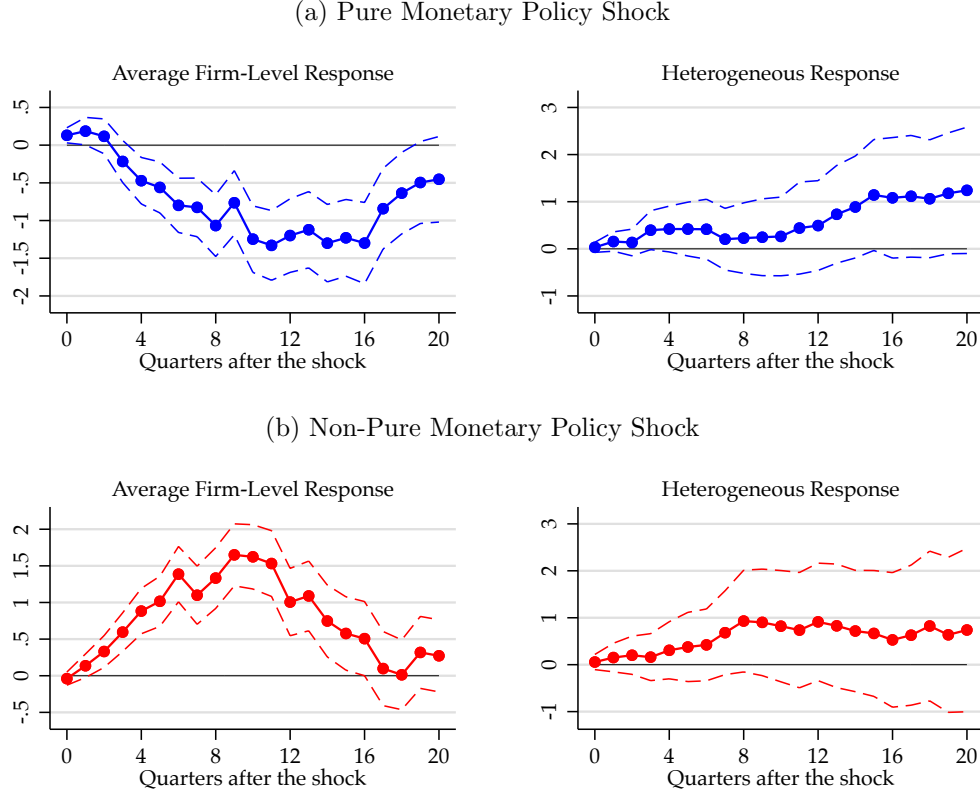 (a) Pure Monetary Policy Shock
Average Firm-Level Response
.5
0
-.5
-1
-1.5
-2
0 4 8 12 16 20
Quarters after the shock
Heterogeneous Response
3
2
1
0
-1
0 4 8 12 16 20
Quarters after the shock
(b) Non-Pure Monetary Policy Shock
Average Firm-Level Response
2
1.5
1
.5
0
-.5
0 4 8 12 16 20
Quarters after the shock
Heterogeneous Response
3
2
1
0
-1
0 4 8 12 16 20
Quarters after the shock